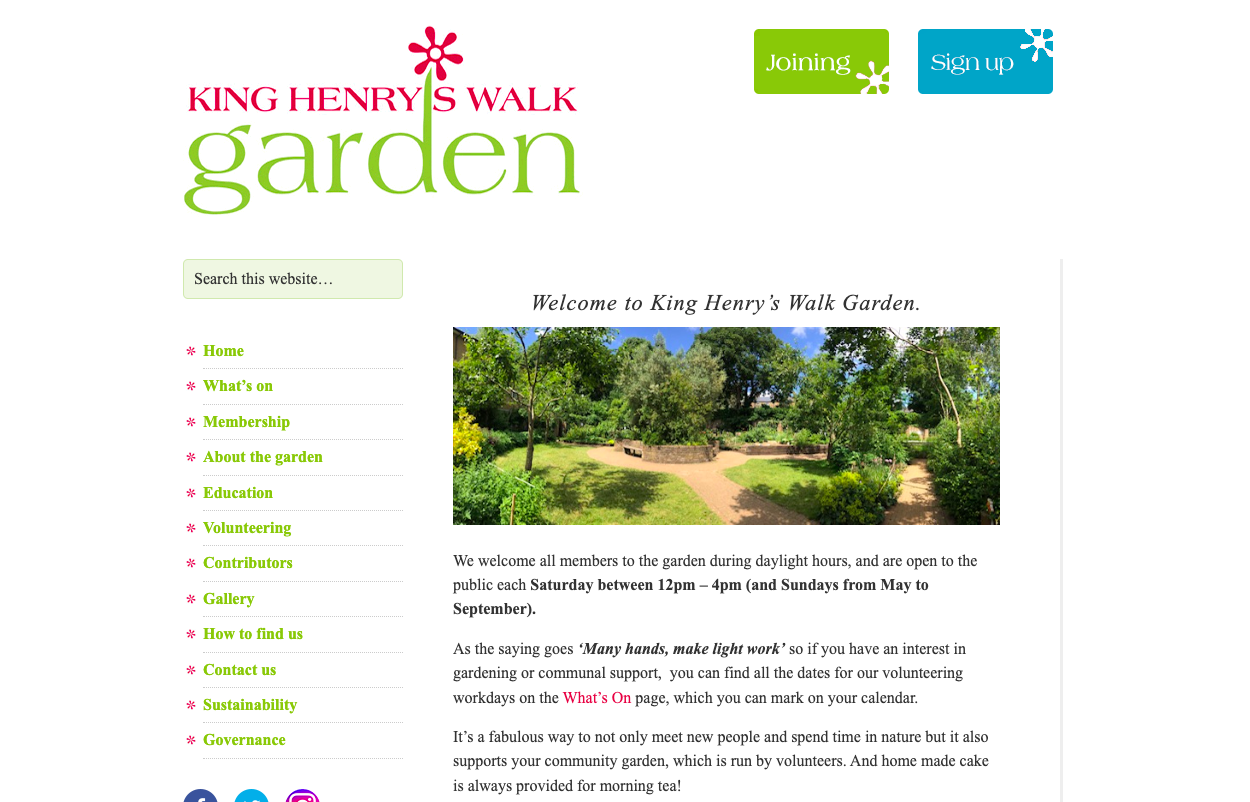 KING HENRY'S WALK
garden
Joining
Sign up
Search this website…
Home
What's on
Membership
About the garden
Education
Volunteering
Contributors
Gallery
How to find us
Contact us
Sustainability
Governance
Welcome to King Henry's Walk Garden.
We welcome all members to the garden during daylight hours, and are open to the
public each Saturday between 12pm – 4pm (and Sundays from May to
September).
As the saying goes 'Many hands, make light work' so if you have an interest in
gardening or communal support,  you can find all the dates for our volunteering
workdays on the What's On page, which you can mark on your calendar.
It's a fabulous way to not only meet new people and spend time in nature but it also
supports your community garden, which is run by volunteers. And home made cake
is always provided for morning tea!